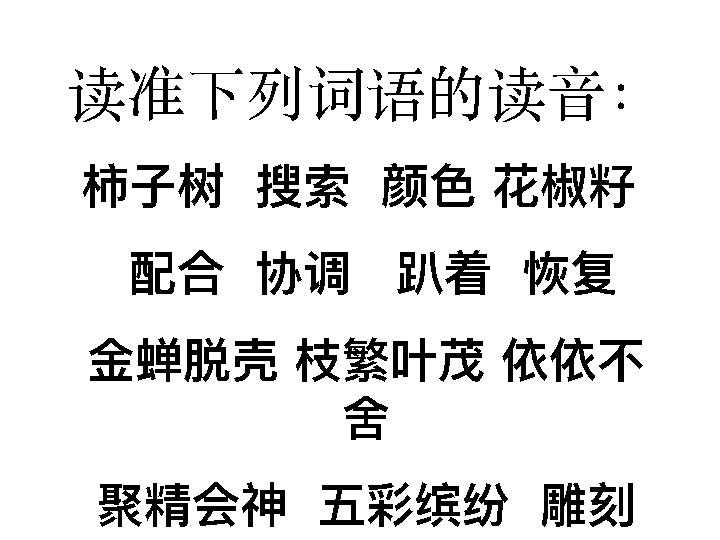 读准下列词语的读音：
柿子树 搜索 颜色 花椒籽
配合 协调 趴着 恢复
金蝉脱壳 枝繁叶茂 依依不
舍
聚精会神 五彩缤纷 雕刻